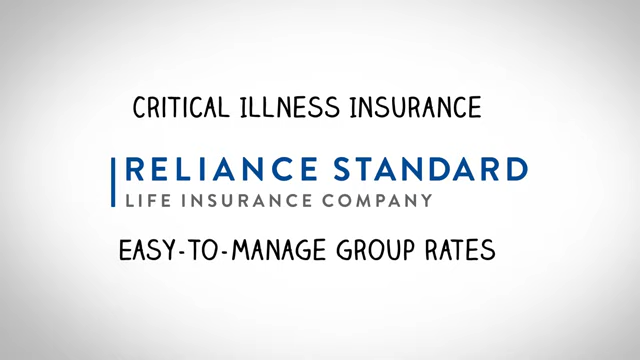 CRITICAL ILLNESS INSURANCE
RELIANCE STANDARD
LIFE INSURANCE COMPANY
EASY-TO-MANAGE GROUP RATES